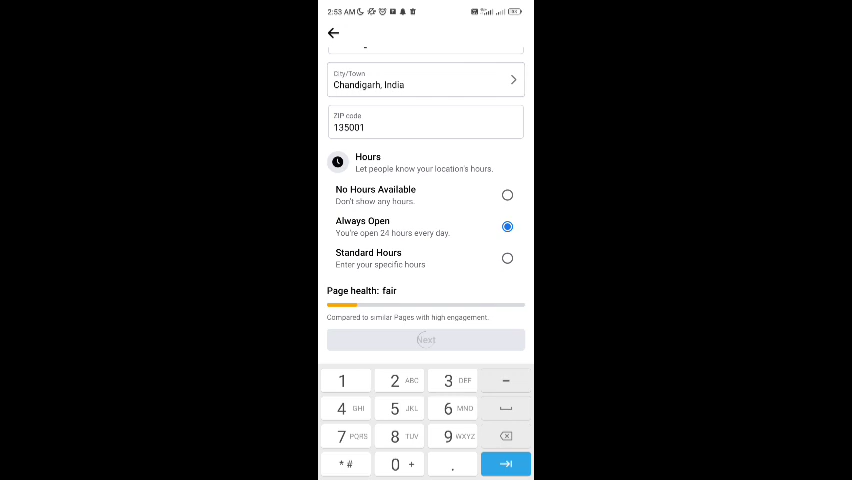 2:53 AM
City/Town
Chandigarh, India
ZIP code
135001
Hours
Let people know your location's hours.
No Hours Available
Don't show any hours.
Always Open
You're open 24 hours every day.
Standard Hours
Enter your specific hours
Page health: fair
Compared to similar Pages with high engagement.
Next
1 2 ABC 3 DEF -
4 GHI 5 JKL 6 MNO
7 PQRS 8 TUV 9 WXYZ
* # 0 + .